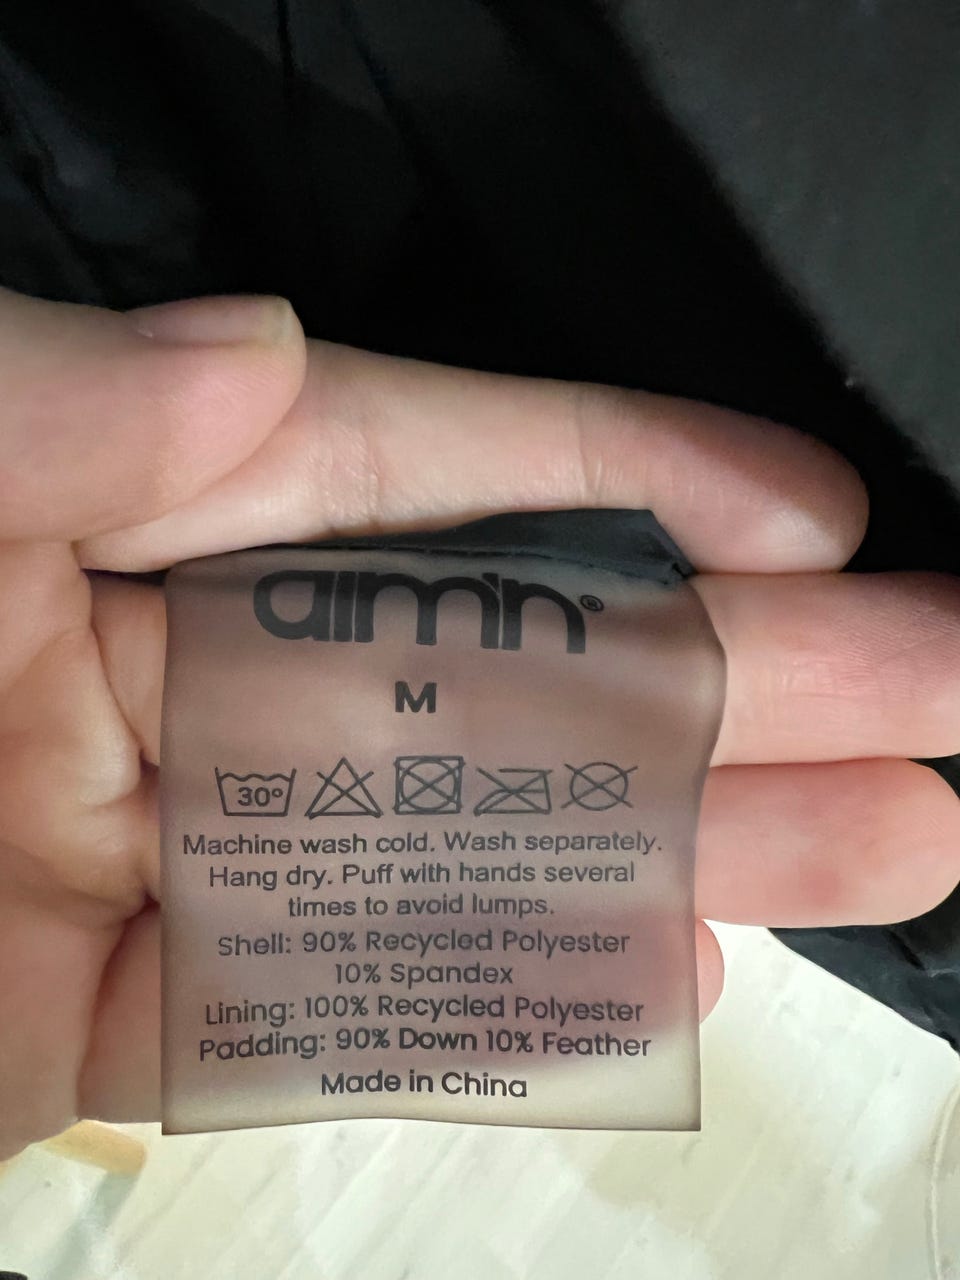 aim'n®
M
30°
Machine wash cold. Wash separately.
Hang dry. Puff with hands several
times to avoid lumps.
Shell: 90% Recycled Polyester
10% Spandex
Lining: 100% Recycled Polyester
Padding: 90% Down 10% Feather
Made in China